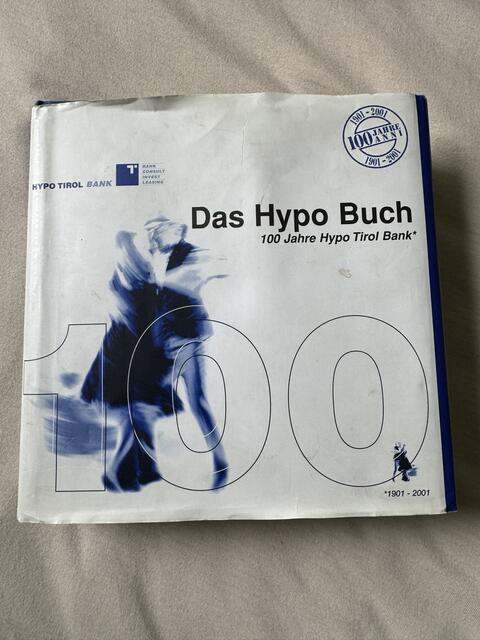 1901 - 2001
100 JAHRE
ANNI
1901 - 2001
HYPO TIROL BANK
BANK
CONSULT
INVEST
LEASING
Das Hypo Buch
100 Jahre Hypo Tirol Bank*
100
*1901 - 2001